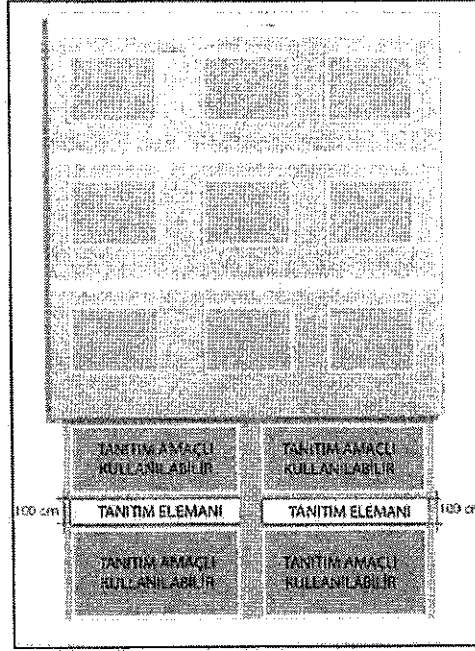 TANITIM AMAÇLI
KULLANILABİLİR
TANITIM AMAÇLI
KULLANILABİLİR
100 cm
TANITIM ELEMANI
TANITIM ELEMANI
100 cm
TANITIM AMAÇLI
KULLANILABİLİR
TANITIM AMAÇLI
KULLANILABİLİR